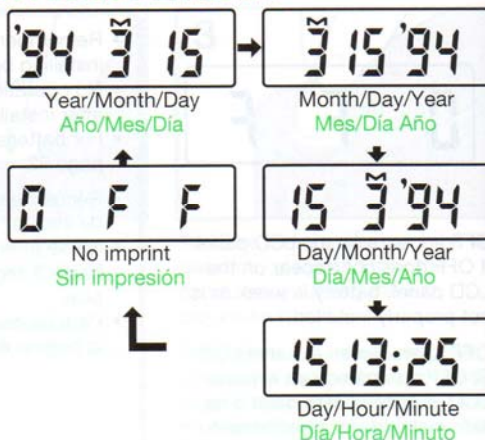 '94 M 3 15
Year/Month/Day
Año/Mes/Día
M 3 15 '94
Month/Day/Year
Mes/Día Año
0 F F
No imprint
Sin impresión
15 M 3 '94
Day/Month/Year
Día/Mes/Año
15 13:25
Day/Hour/Minute
Día/Hora/Minuto